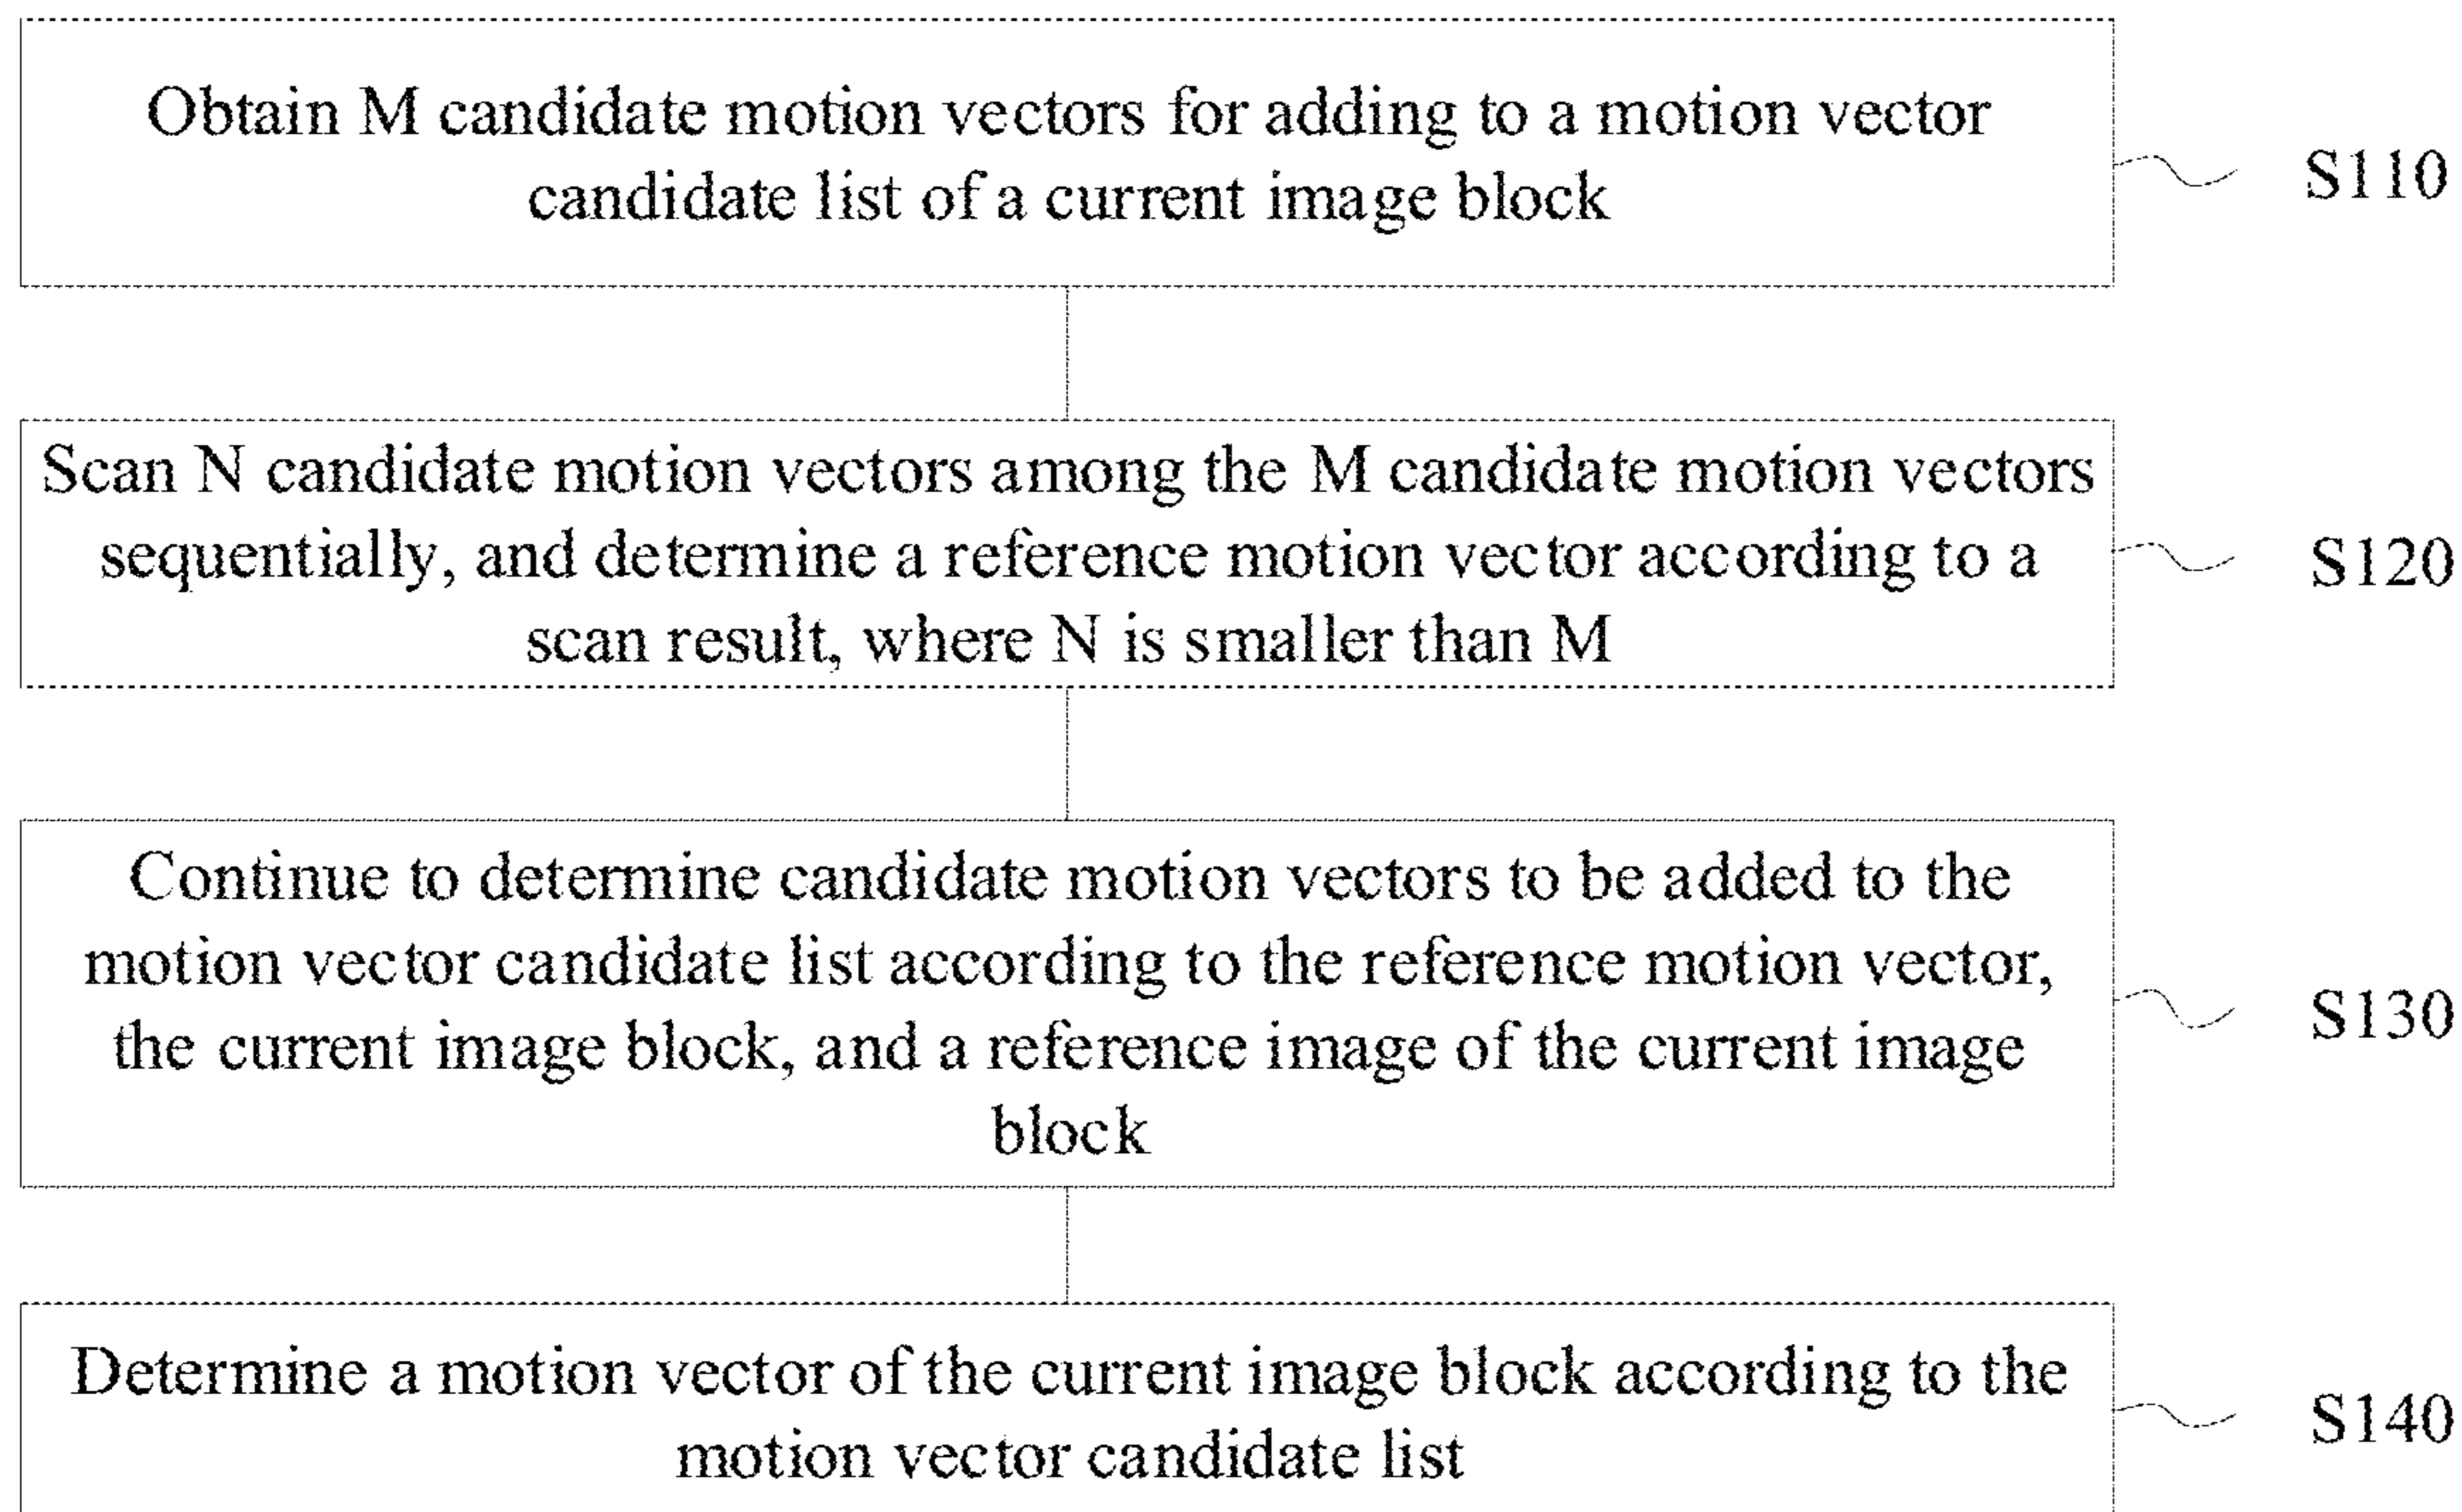 Obtain M candidate motion vectors for adding to a motion vector
candidate list of a current image block
S110
Scan N candidate motion vectors among the M candidate motion vectors
sequentially, and determine a reference motion vector according to a
scan result, where N is smaller than M
S120
Continue to determine candidate motion vectors to be added to the
motion vector candidate list according to the reference motion vector,
the current image block, and a reference image of the current image
block
S130
Determine a motion vector of the current image block according to the
motion vector candidate list
S140